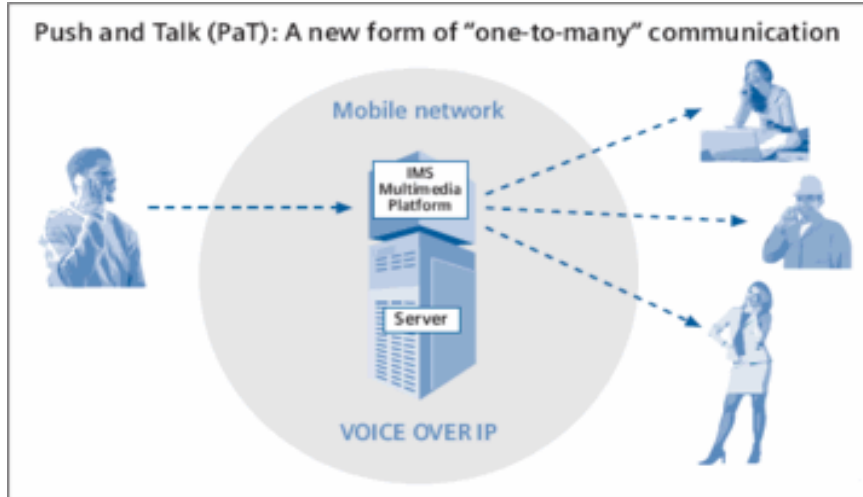 Push and Talk (PaT): A new form of “one-to-many” communication
Mobile network
IMS
Multimedia
Platform
Server
VOICE OVER IP